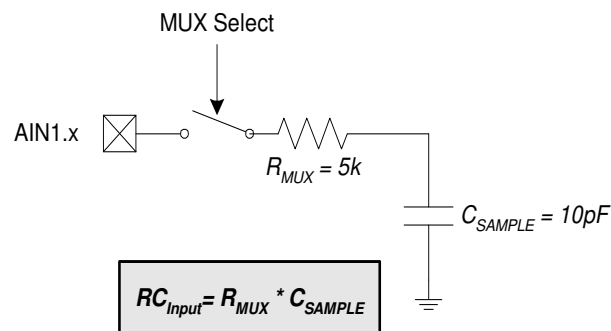 MUX Select
AIN1.x
R_MUX = 5k
C_SAMPLE = 10pF
RC_Input= R_MUX * C_SAMPLE